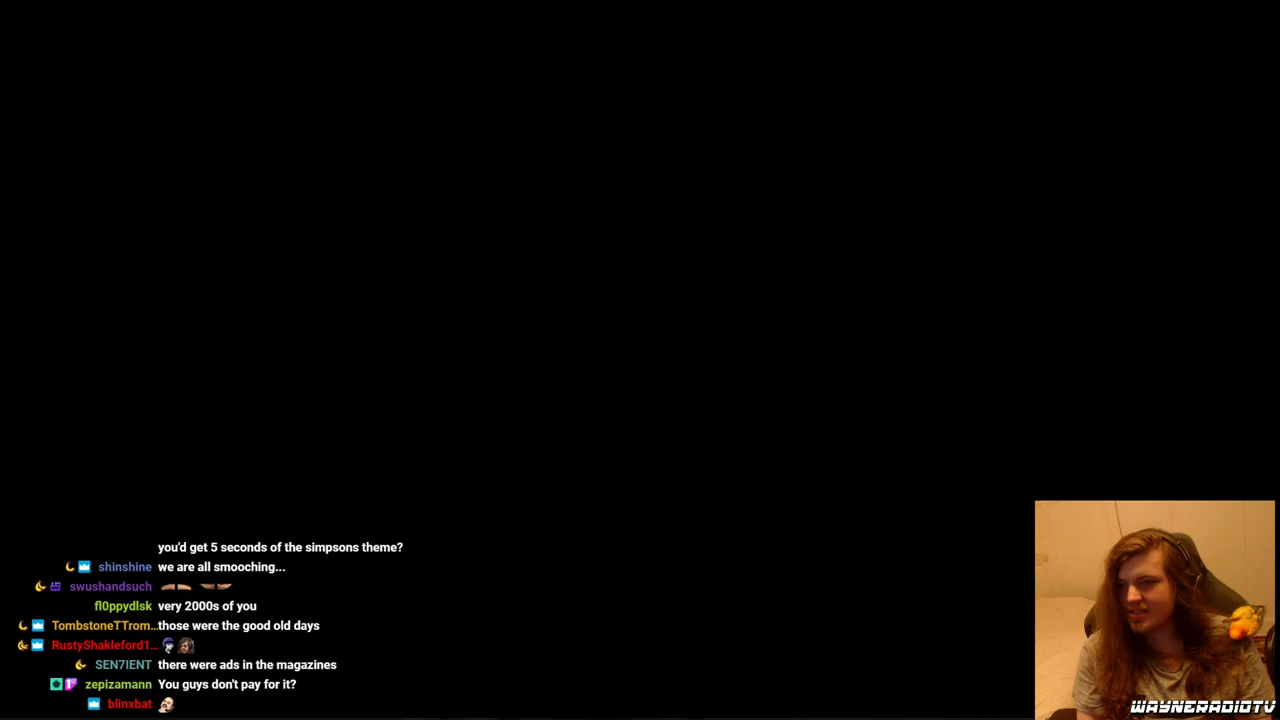 you'd get 5 seconds of the simpsons theme?
shinshine we are all smooching...
swushandsuch
fl0ppydlsk very 2000s of you
TombstoneTTrom... those were the good old days
RustyShakleford1...
SEN7IENT there were ads in the magazines
zepizamann You guys don't pay for it?
blinxbat
WAYNERADIOTV